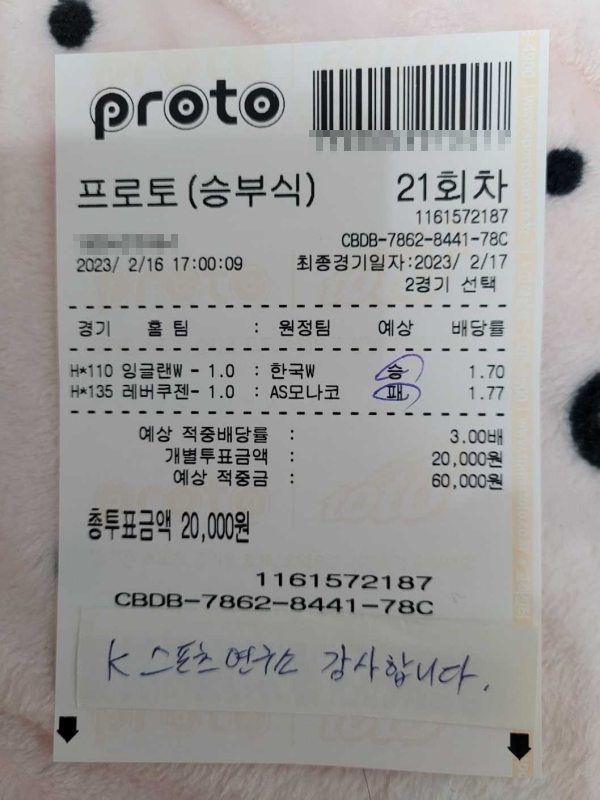 proto
프로토(승부식) 21회차
1161572187
CBDB-7862-8441-78C
2023/ 2/16 17:00:09 최종경기일자:2023/ 2/17
2경기 선택
경기 홈 팀 : 원정팀 예상 배당률
H*110 잉글랜W - 1.0 : 한국W 승 1.70
H*135 레버쿠젠- 1.0 : AS모나코 패 1.77
예상 적중배당률 : 3.00배
개별투표금액 : 20,000원
예상 적중금 : 60,000원
총투표금액 20,000원
1161572187
CBDB-7862-8441-78C
K 스포츠연구소 감사합니다.
proto